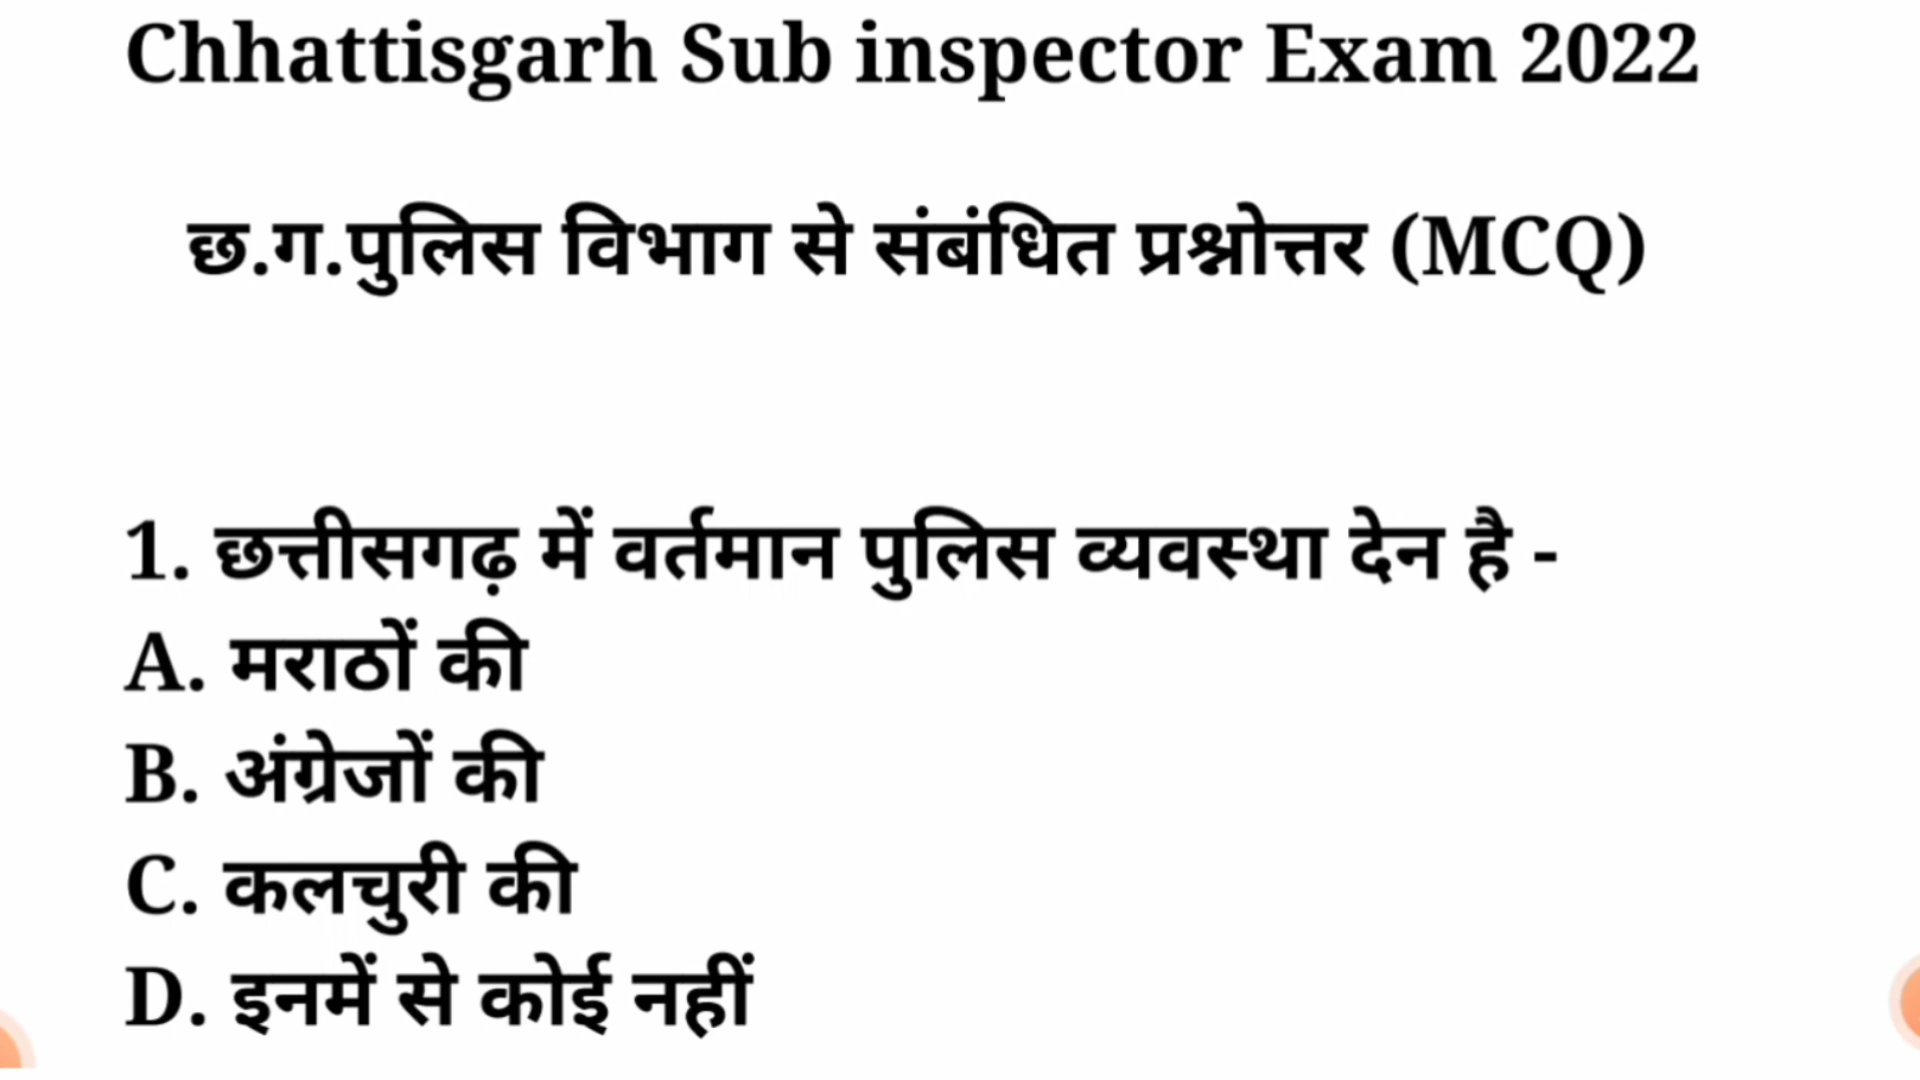 Chhattisgarh Sub inspector Exam 2022
छ.ग.पुलिस विभाग से संबंधित प्रश्नोत्तर (MCQ)
1. छत्तीसगढ़ में वर्तमान पुलिस व्यवस्था देन है -
A. मराठों की
B. अंग्रेजों की
C. कलचुरी की
D. इनमें से कोई नहीं